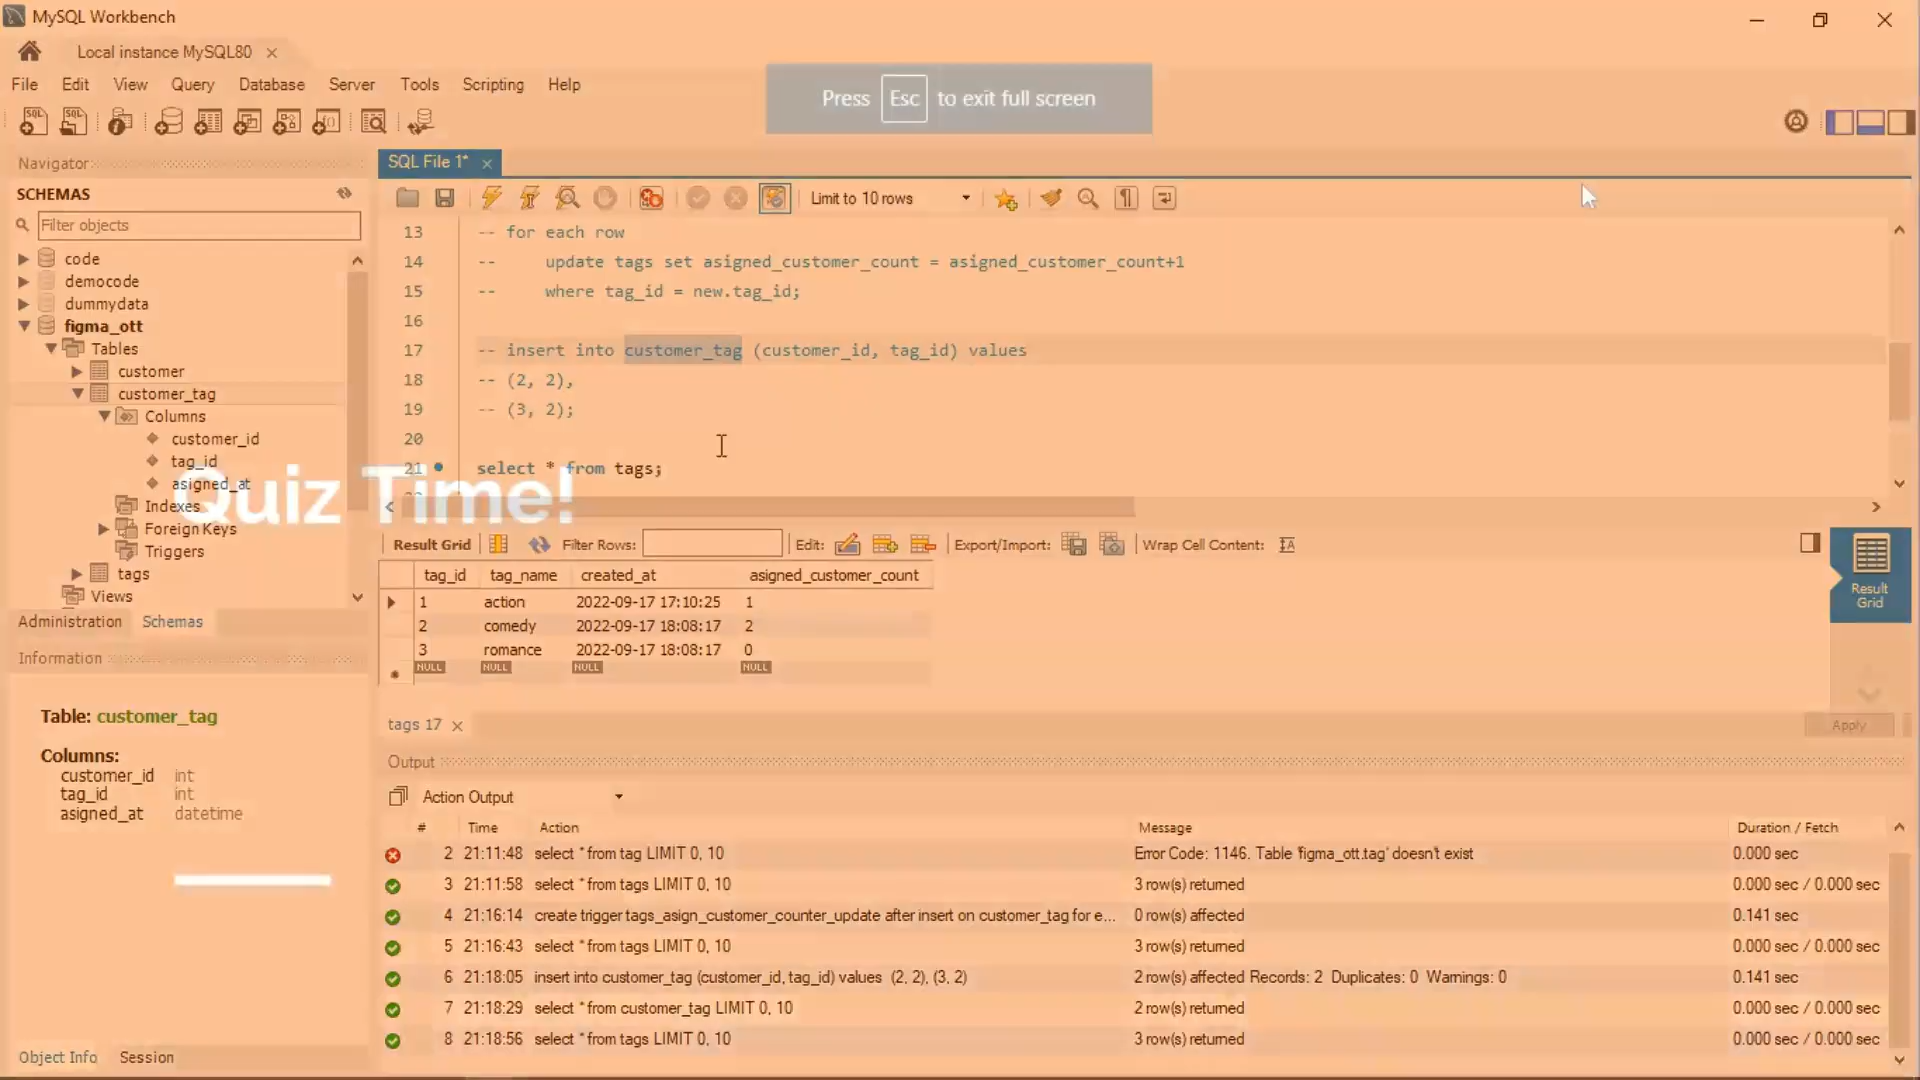 MySQL Workbench
Local instance MySQL80
File Edit View Query Database Server Tools Scripting Help
Press Esc to exit full screen
Navigator
SCHEMAS
Filter objects
code
democode
dummydata
figma_ott
Tables
customer
customer_tag
Columns
customer_id
tag_id
asigned_at
Indexes
Foreign Keys
Triggers
tags
Views
Administration Schemas
Information
Table: customer_tag
Columns:
customer_id int
tag_id int
asigned_at datetime
Object Info Session
Quiz Time!
SQL File 1*
Limit to 10 rows
13 -- for each row
14 -- update tags set asigned_customer_count = asigned_customer_count+1
15 -- where tag_id = new.tag_id;
16
17 -- insert into customer_tag (customer_id, tag_id) values
18 -- (2, 2),
19 -- (3, 2);
20
21 select * from tags;
Result Grid Filter Rows: Edit: Export/Import: Wrap Cell Content:
tag_id tag_name created_at asigned_customer_count
1 action 2022-09-17 17:10:25 1
2 comedy 2022-09-17 18:08:17 2
3 romance 2022-09-17 18:08:17 0
NULL NULL NULL NULL
Result
Grid
tags 17
Apply
Output
Action Output
# Time Action Message Duration / Fetch
2 21:11:48 select * from tag LIMIT 0, 10 Error Code: 1146. Table 'figma_ott.tag' doesn't exist 0.000 sec
3 21:11:58 select * from tags LIMIT 0, 10 3 row(s) returned 0.000 sec / 0.000 sec
4 21:16:14 create trigger tags_asign_customer_counter_update after insert on customer_tag for e... 0 row(s) affected 0.141 sec
5 21:16:43 select * from tags LIMIT 0, 10 3 row(s) returned 0.000 sec / 0.000 sec
6 21:18:05 insert into customer_tag (customer_id, tag_id) values (2, 2), (3, 2) 2 row(s) affected Records: 2 Duplicates: 0 Warnings: 0 0.141 sec
7 21:18:29 select * from customer_tag LIMIT 0, 10 2 row(s) returned 0.000 sec / 0.000 sec
8 21:18:56 select * from tags LIMIT 0, 10 3 row(s) returned 0.000 sec / 0.000 sec